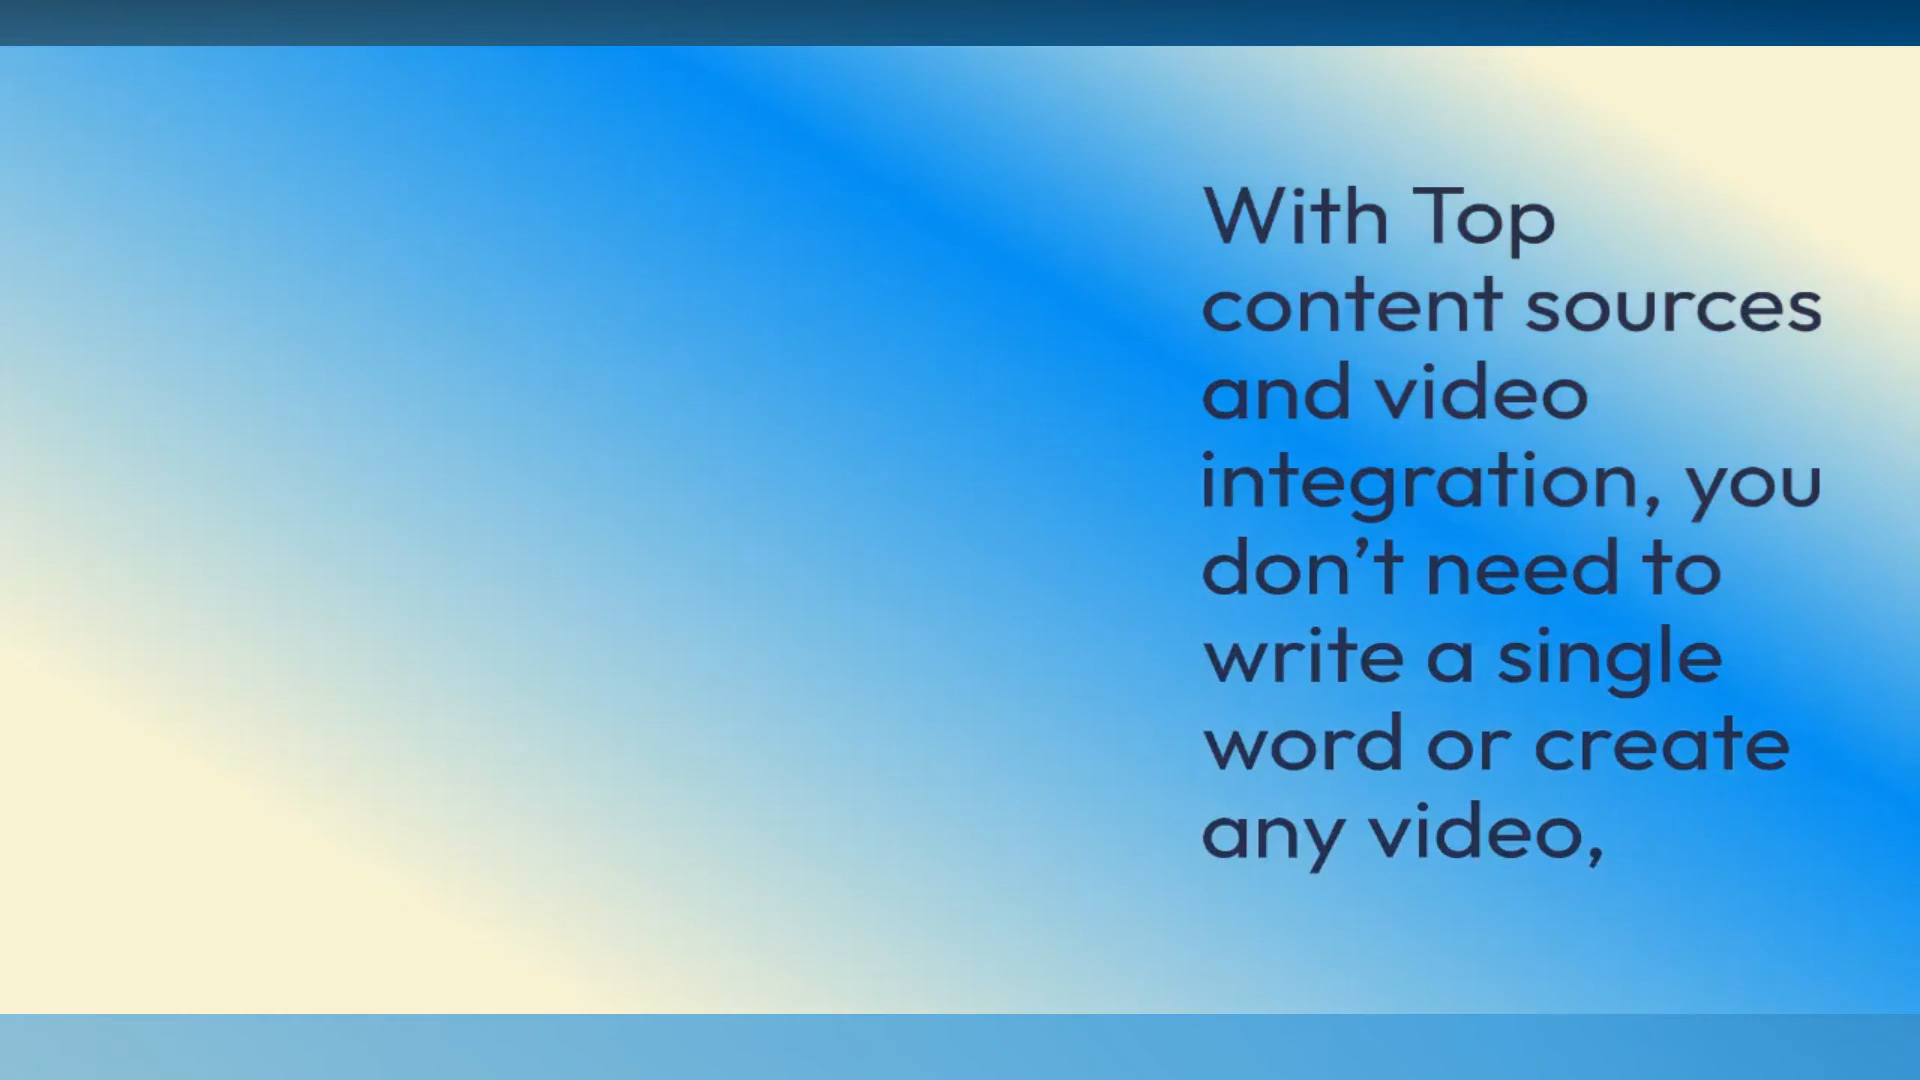 With Top
content sources
and video
integration, you
don’t need to
write a single
word or create
any video,